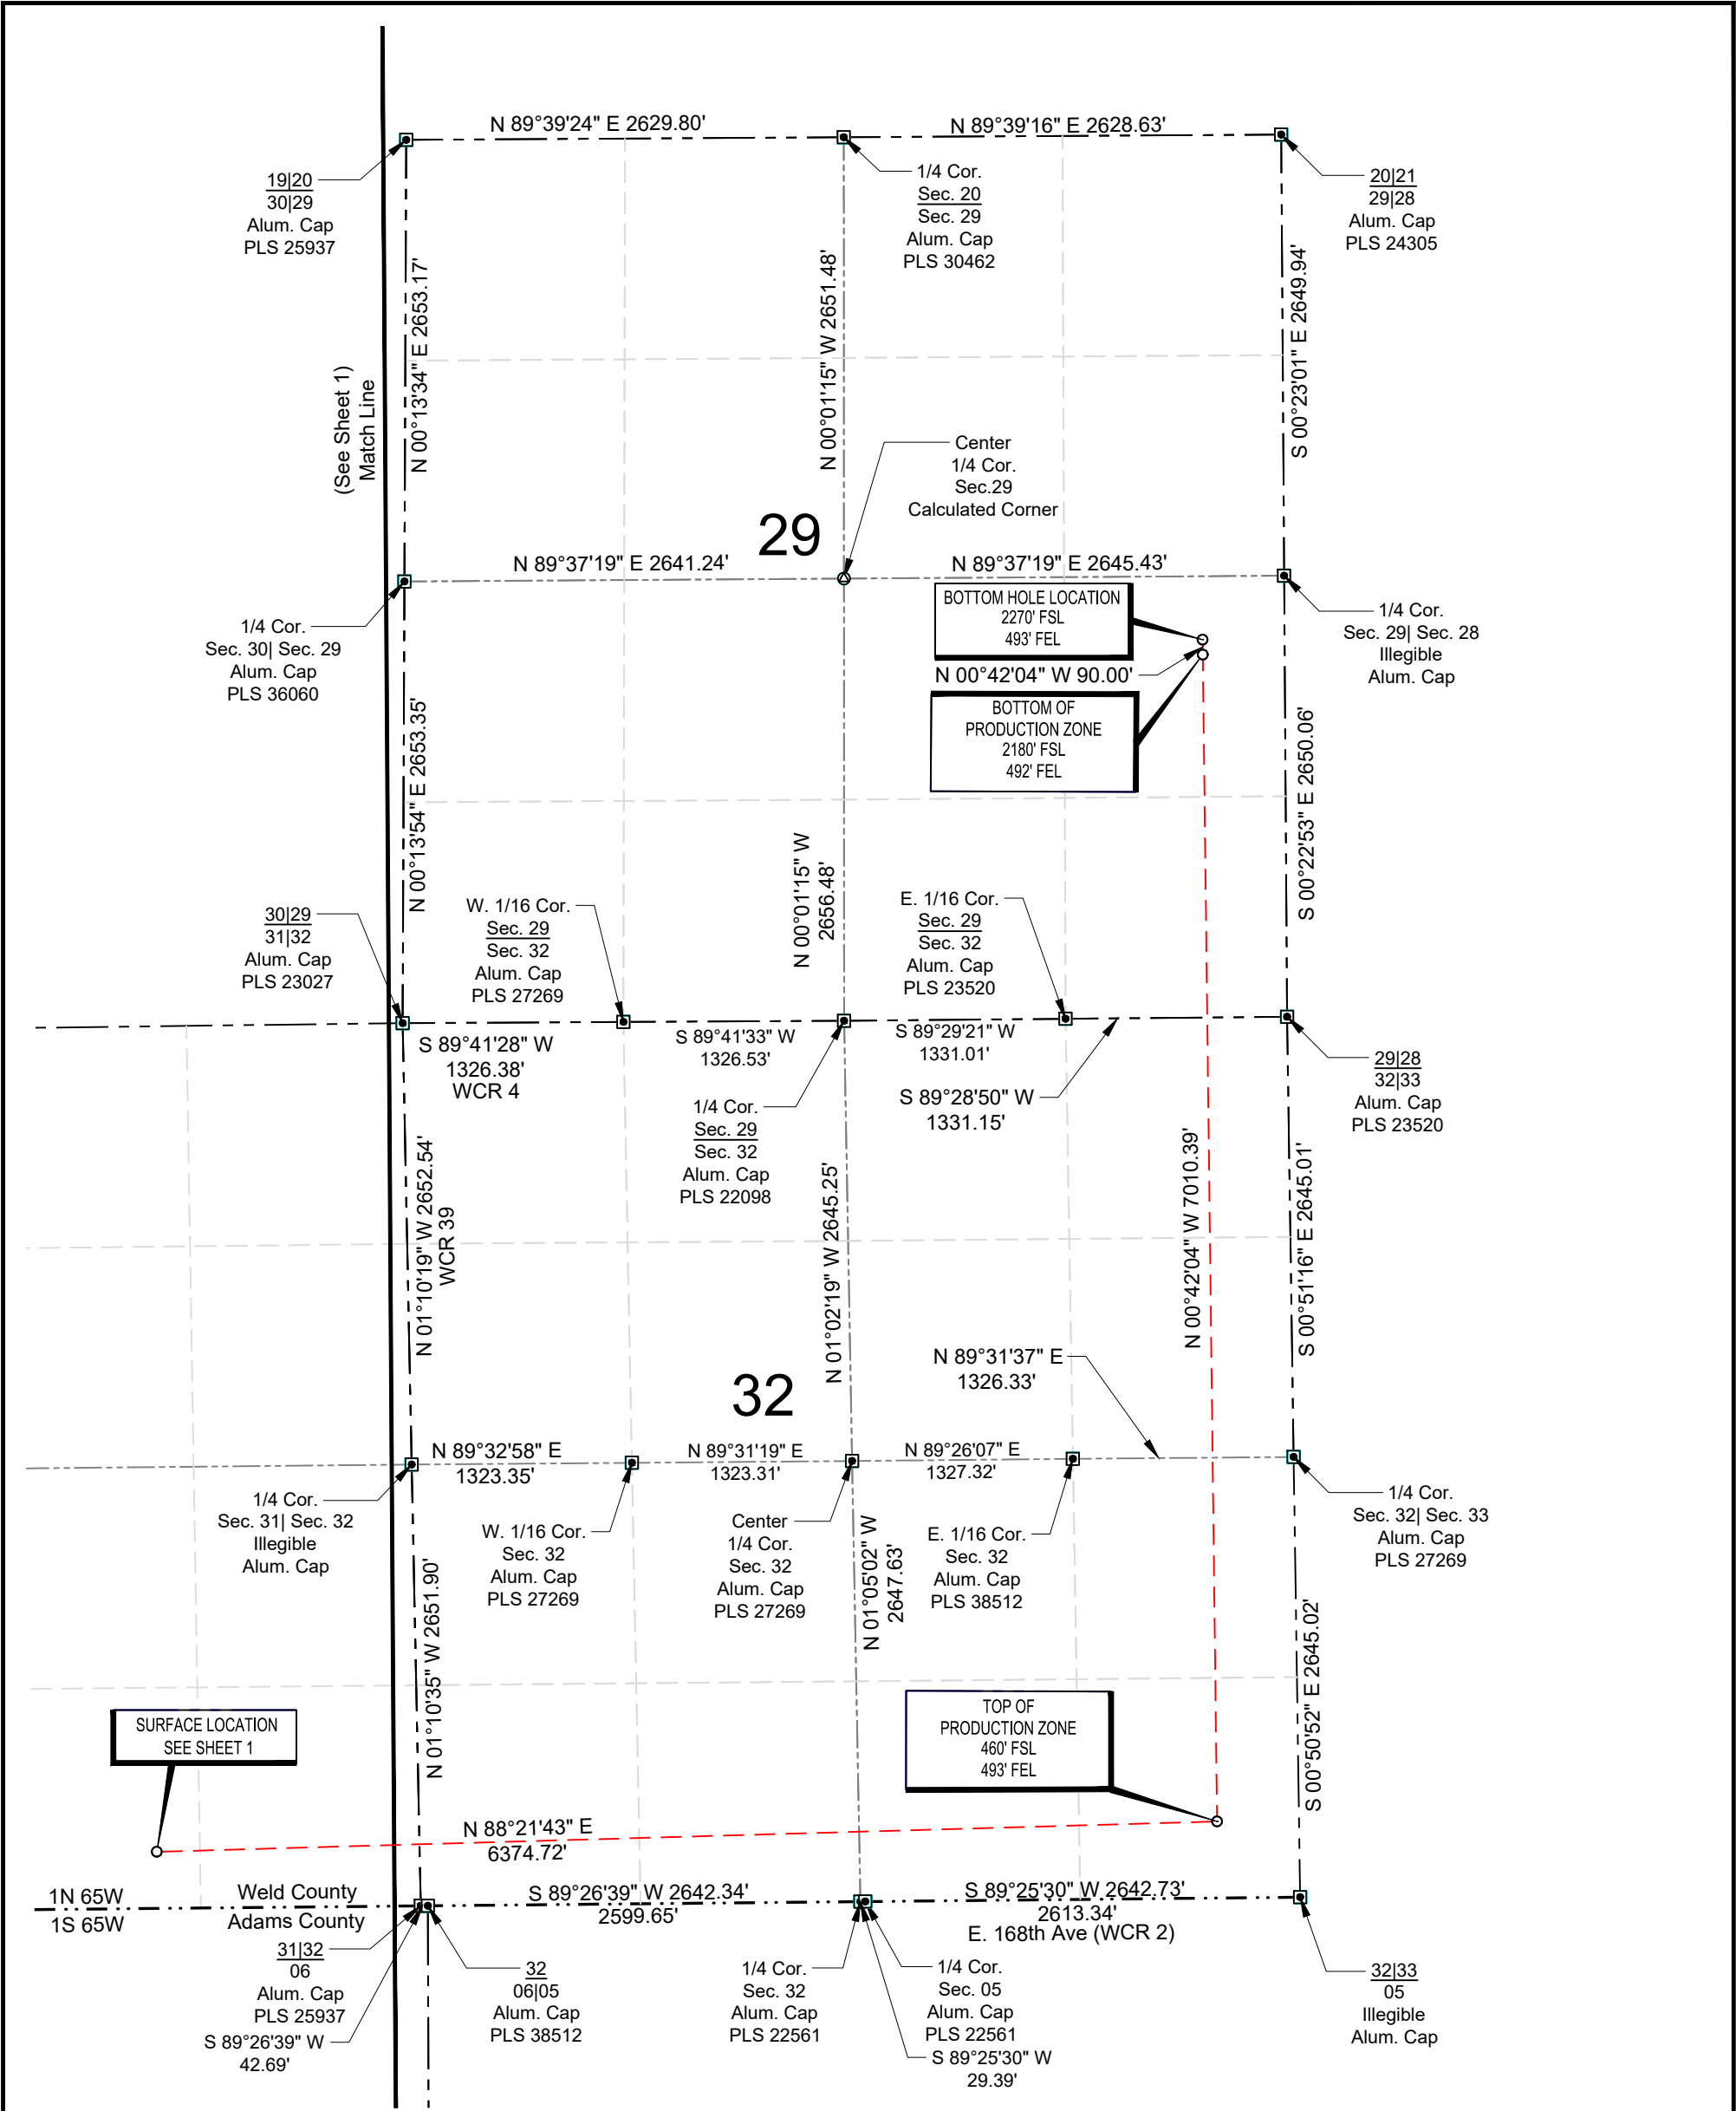 N 89°39'24" E 2629.80'
N 89°39'16" E 2628.63'
19|20
30|29
Alum. Cap
PLS 25937
1/4 Cor.
Sec. 20
Sec. 29
Alum. Cap
PLS 30462
20|21
29|28
Alum. Cap
PLS 24305
(See Sheet 1)
Match Line
N 00°13'34" E 2653.17'
N 00°01'15" W 2651.48'
S 00°23'01" E 2649.94'
Center
1/4 Cor.
Sec.29
Calculated Corner
29
N 89°37'19" E 2641.24'
N 89°37'19" E 2645.43'
BOTTOM HOLE LOCATION
2270' FSL
493' FEL
N 00°42'04" W 90.00'
BOTTOM OF
PRODUCTION ZONE
2180' FSL
492' FEL
1/4 Cor.
Sec. 30| Sec. 29
Alum. Cap
PLS 36060
1/4 Cor.
Sec. 29| Sec. 28
Illegible
Alum. Cap
N 00°13'54" E 2653.35'
N 00°01'15" W
2656.48'
S 00°22'53" E 2650.06'
30|29
31|32
Alum. Cap
PLS 23027
W. 1/16 Cor.
Sec. 29
Sec. 32
Alum. Cap
PLS 27269
E. 1/16 Cor.
Sec. 29
Sec. 32
Alum. Cap
PLS 23520
S 89°41'28" W
1326.38'
WCR 4
S 89°41'33" W
1326.53'
S 89°29'21" W
1331.01'
S 89°28'50" W
1331.15'
1/4 Cor.
Sec. 29
Sec. 32
Alum. Cap
PLS 22098
29|28
32|33
Alum. Cap
PLS 23520
N 01°10'19" W 2652.54'
WCR 39
N 01°02'19" W 2645.25'
N 00°42'04" W 7010.39'
S 00°51'16" E 2645.01'
N 89°31'37" E
1326.33'
32
N 89°32'58" E
1323.35'
N 89°31'19" E
1323.31'
N 89°26'07" E
1327.32'
1/4 Cor.
Sec. 31| Sec. 32
Illegible
Alum. Cap
W. 1/16 Cor.
Sec. 32
Alum. Cap
PLS 27269
Center
1/4 Cor.
Sec. 32
Alum. Cap
PLS 27269
E. 1/16 Cor.
Sec. 32
Alum. Cap
PLS 38512
1/4 Cor.
Sec. 32| Sec. 33
Alum. Cap
PLS 27269
N 01°10'35" W 2651.90'
N 01°05'02" W
2647.63'
S 00°50'52" E 2645.02'
SURFACE LOCATION
SEE SHEET 1
TOP OF
PRODUCTION ZONE
460' FSL
493' FEL
N 88°21'43" E
6374.72'
1N 65W
1S 65W
Weld County
Adams County
S 89°26'39" W 2642.34'
2599.65'
S 89°25'30" W 2642.73'
2613.34'
E. 168th Ave (WCR 2)
31|32
06
Alum. Cap
PLS 25937
S 89°26'39" W
42.69'
32
06|05
Alum. Cap
PLS 38512
1/4 Cor.
Sec. 32
Alum. Cap
PLS 22561
1/4 Cor.
Sec. 05
Alum. Cap
PLS 22561
S 89°25'30" W
29.39'
32|33
05
Illegible
Alum. Cap